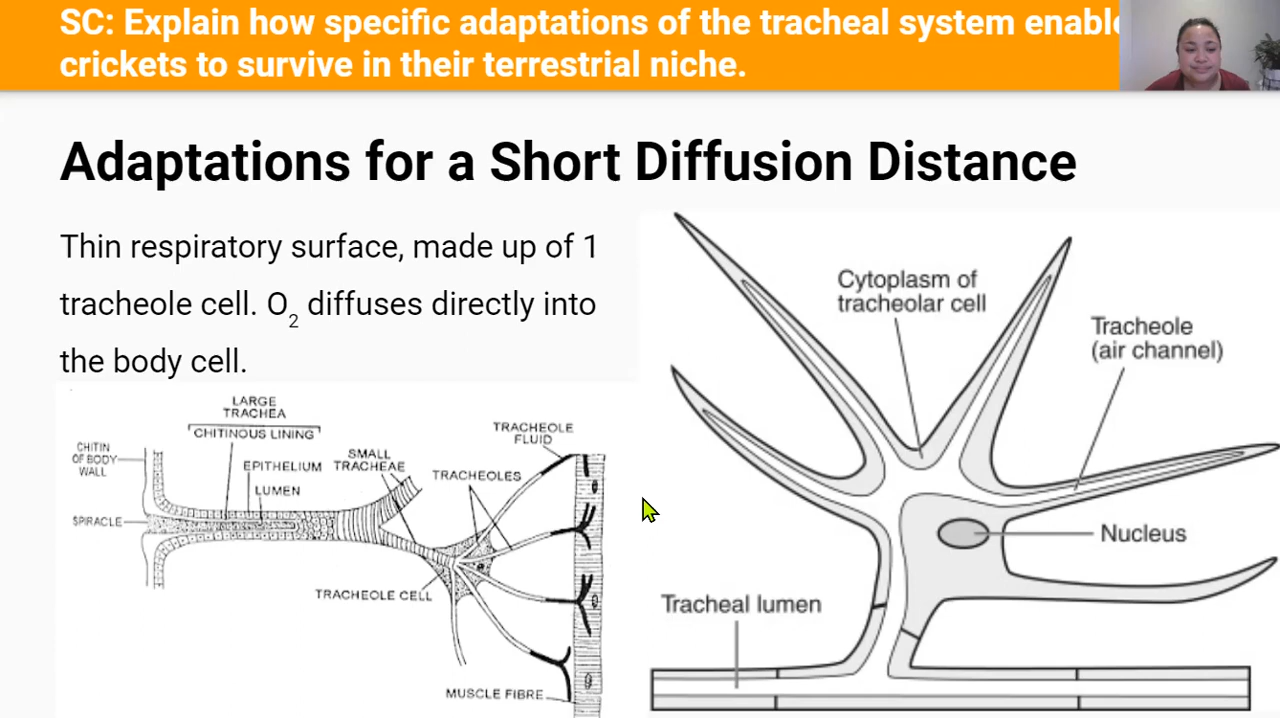 SC: Explain how specific adaptations of the tracheal system enable
crickets to survive in their terrestrial niche.
Adaptations for a Short Diffusion Distance
Thin respiratory surface, made up of 1
tracheole cell. O2 diffuses directly into
the body cell.
LARGE
TRACHEA
CHITINOUS LINING
CHITIN
OF BODY
WALL
EPITHELIUM
LUMEN
SPIRACLE
SMALL
TRACHEAE
TRACHEOLES
TRACHEOLE
FLUID
TRACHEOLE CELL
MUSCLE FIBRE
Cytoplasm of
tracheolar cell
Tracheole
(air channel)
Nucleus
Tracheal lumen